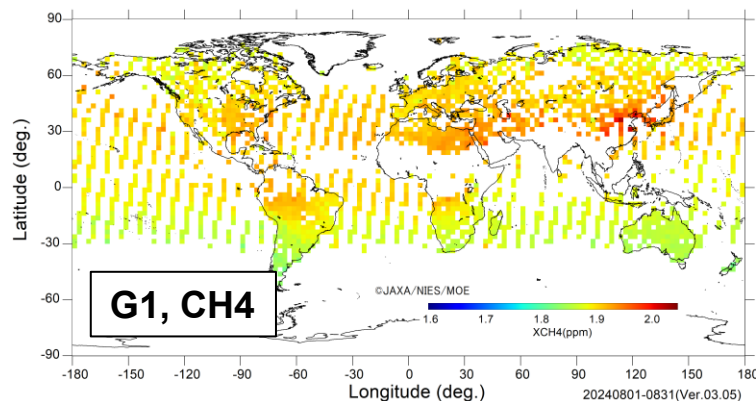 90
60
30
0
-30
-60
-90
Latitude (deg.)
G1, CH4
©JAXA/NIES/MOE
1.6 1.7 1.8 1.9 2.0
XCH4(ppm)
-180 -150 -120 -90 -60 -30 0 30 60 90 120 150 180
Longitude (deg.)
20240801-0831(Ver.03.05)